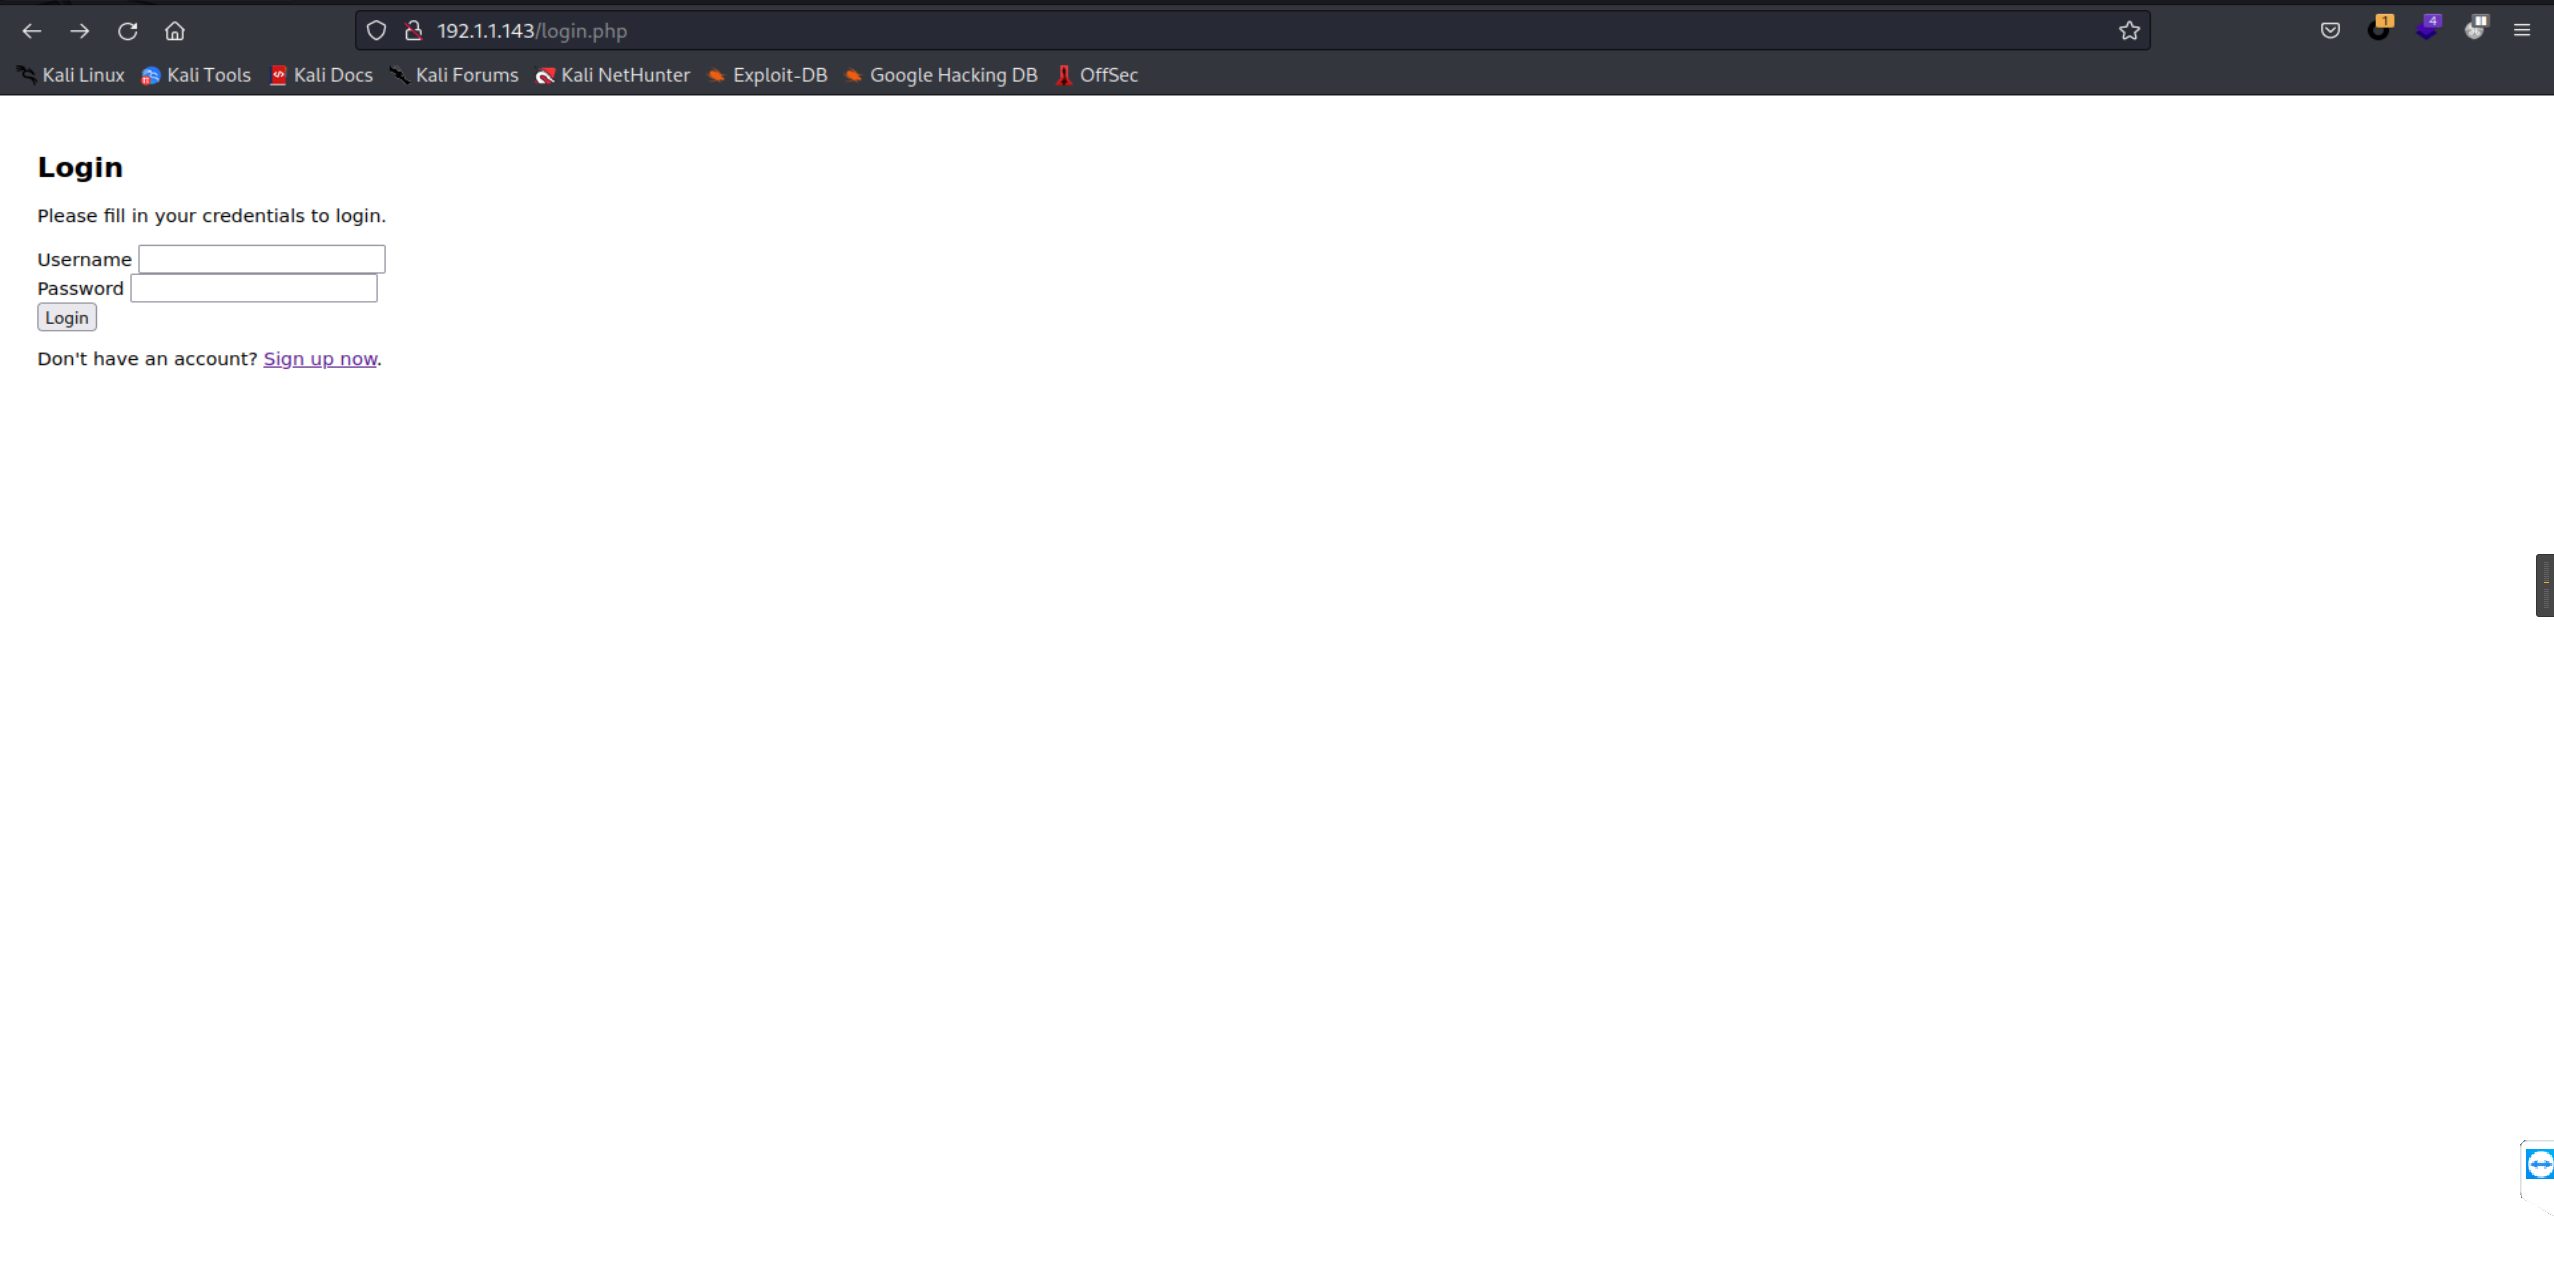 192.1.1.143/login.php
1
4
Kali Linux Kali Tools Kali Docs Kali Forums Kali NetHunter Exploit-DB Google Hacking DB OffSec
Login
Please fill in your credentials to login.
Username
Password
Login
Don't have an account? Sign up now.